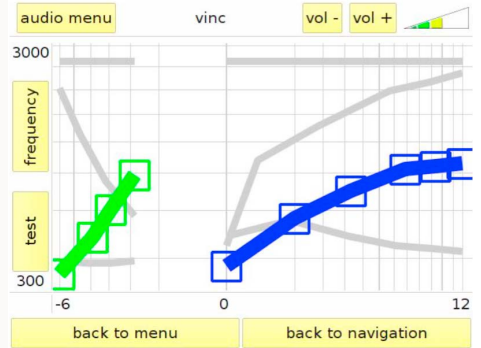 audio menu vinc vol - vol +
3000
frequency
test
300
-6 0 12
back to menu back to navigation